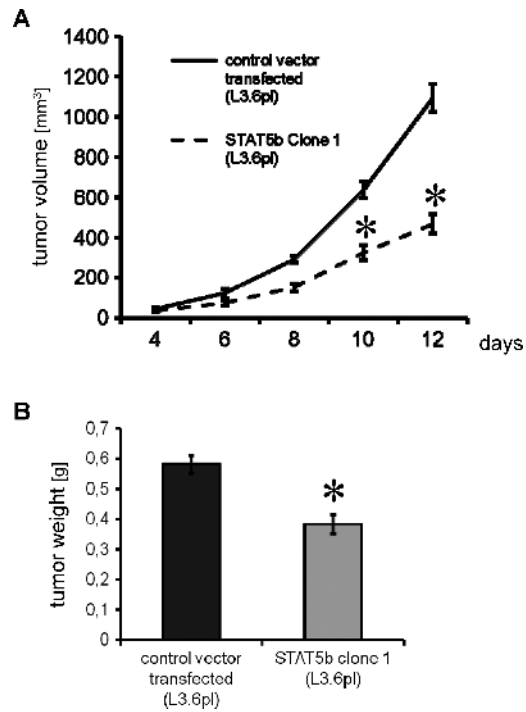 A
1400
1200
1000
800
600
400
200
0
tumor volume [mm³]
control vector
transfected
(L3.6pl)
STAT5b Clone 1
(L3.6pl)
*
*
4 6 8 10 12 days
B
0,7
0,6
0,5
0,4
0,3
0,2
0,1
0
tumor weight [g]
*
control vector
transfected
(L3.6pl)
STAT5b clone 1
(L3.6pl)